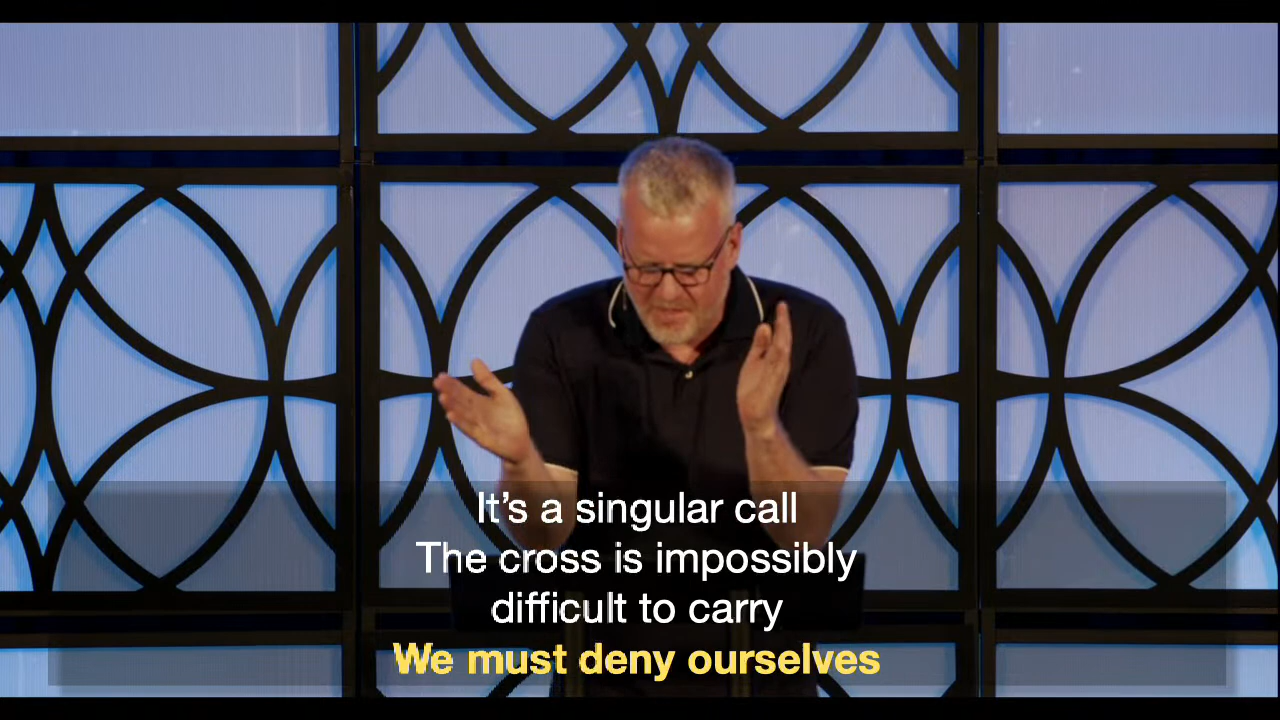 It’s a singular call
The cross is impossibly
difficult to carry
We must deny ourselves